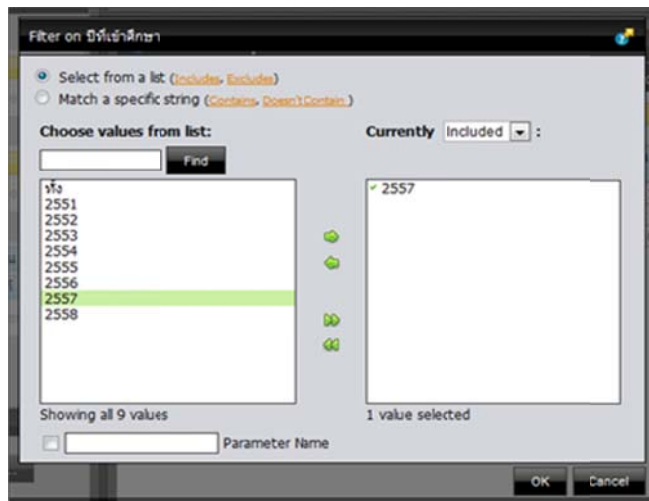 Filter on ปีที่เข้าศึกษา
Select from a list (Includes, Excludes)
Match a specific string (Contains, Doesn't Contain )
Choose values from list:
Currently Included :
Find
ทั้ง
2551
2552
2553
2554
2555
2556
2557
2558
2557
Showing all 9 values
1 value selected
Parameter Name
OK
Cancel